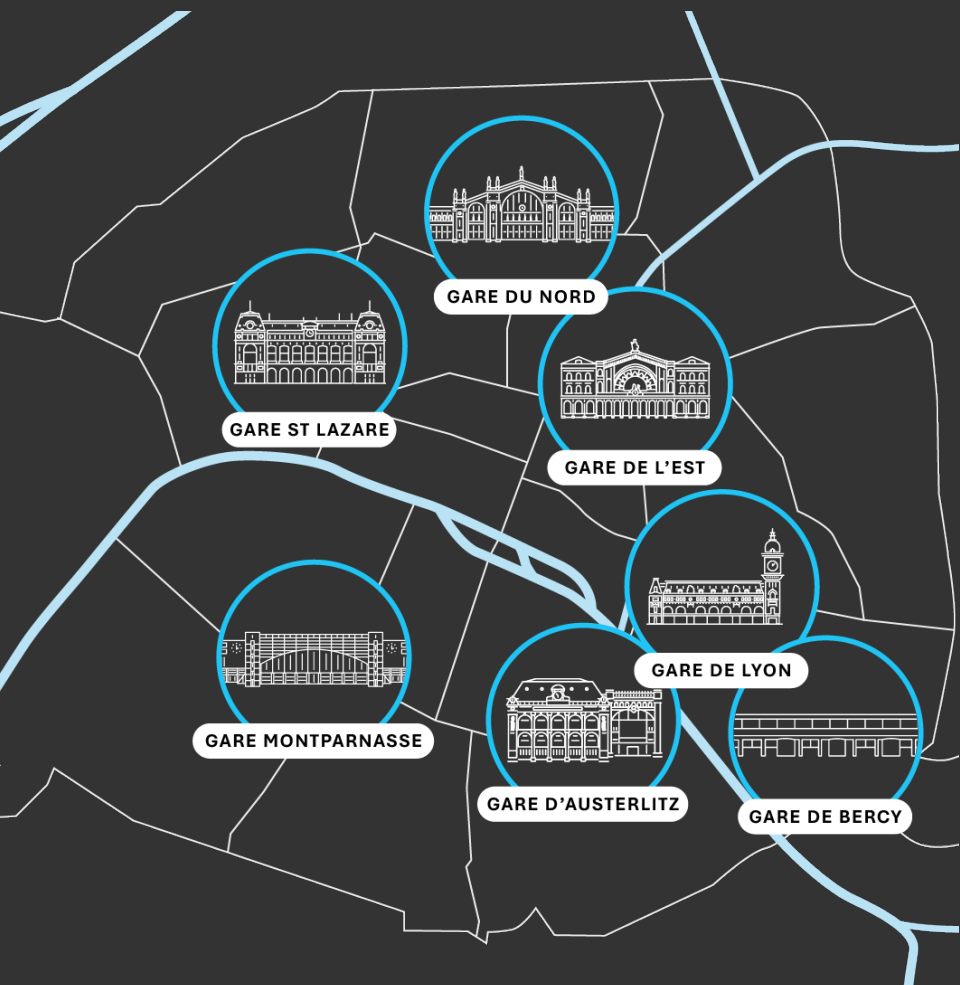 GARE DU NORD
GARE ST LAZARE
GARE DE L’EST
GARE DE LYON
GARE MONTPARNASSE
GARE D’AUSTERLITZ
GARE DE BERCY